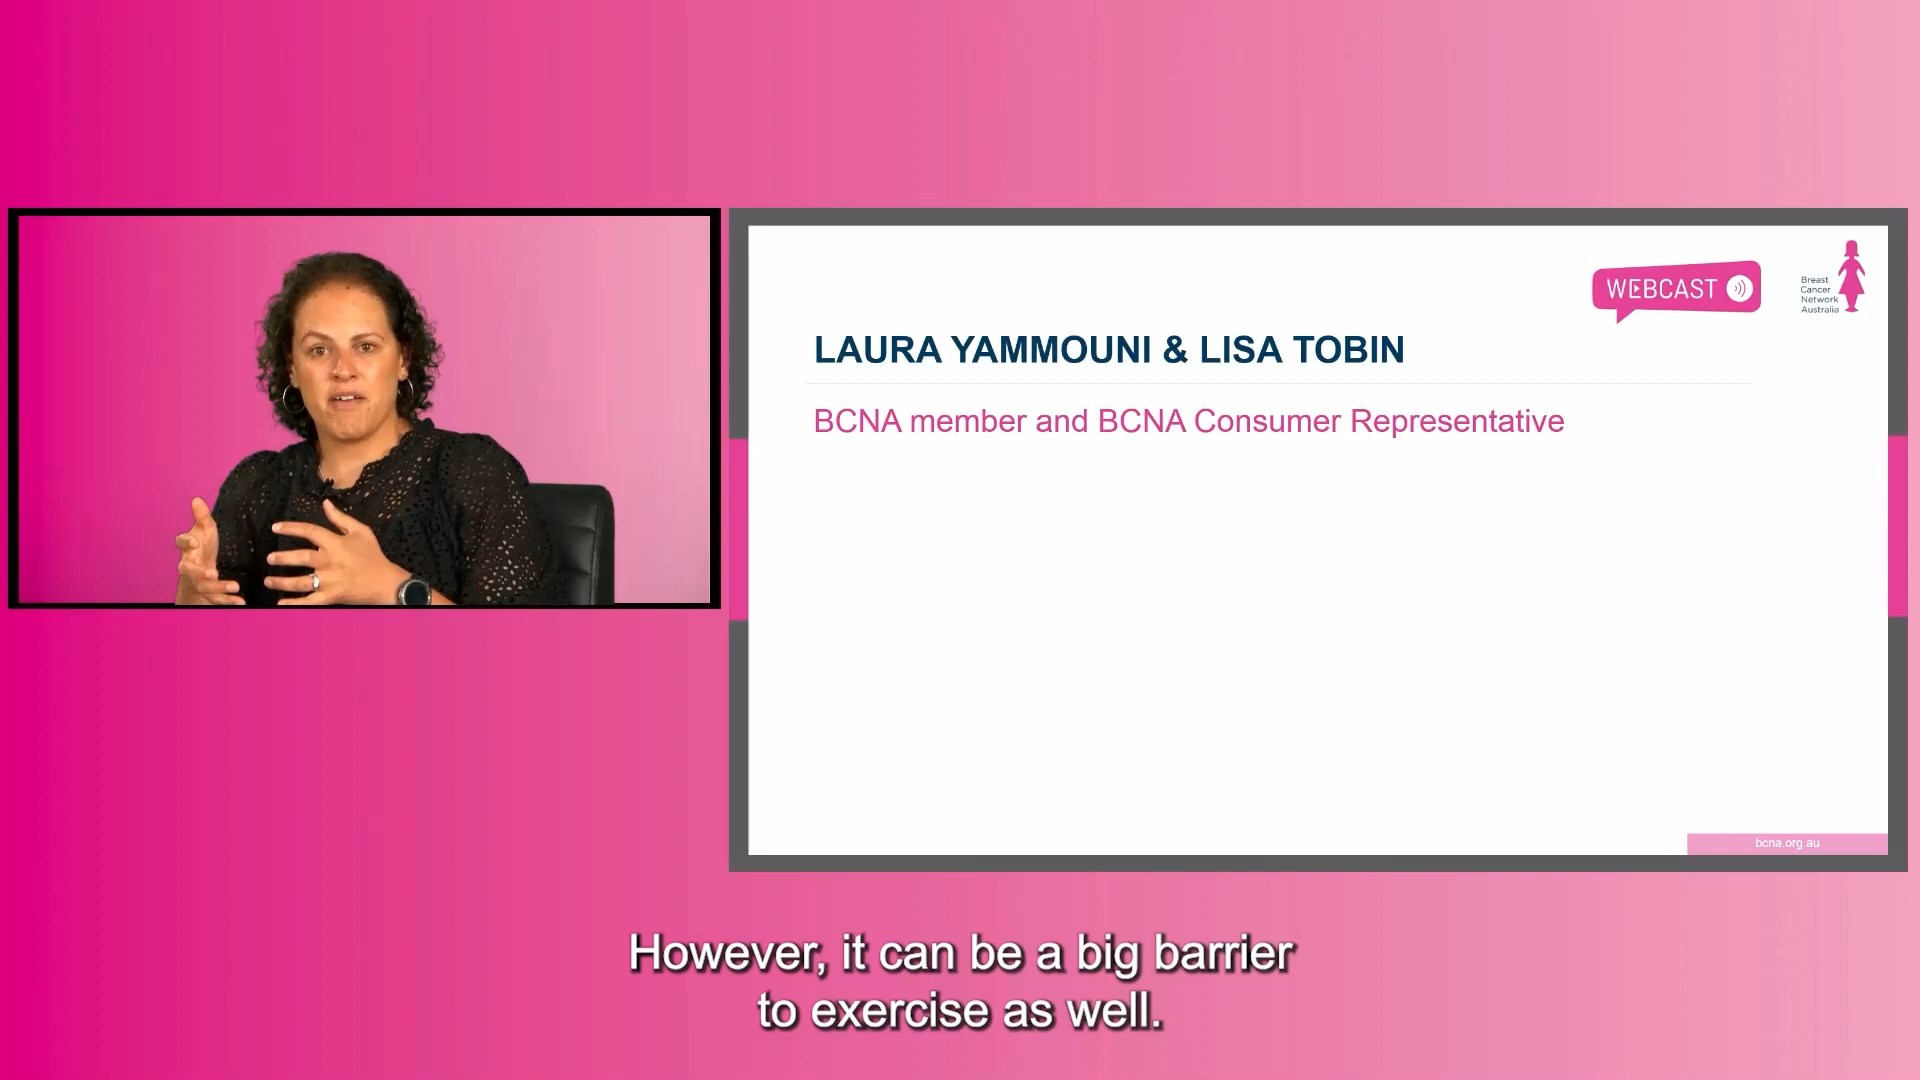 WEBCAST
Breast
Cancer
Network
Australia
LAURA YAMMOUNI & LISA TOBIN
BCNA member and BCNA Consumer Representative
bcna.org.au
However, it can be a big barrier
to exercise as well.